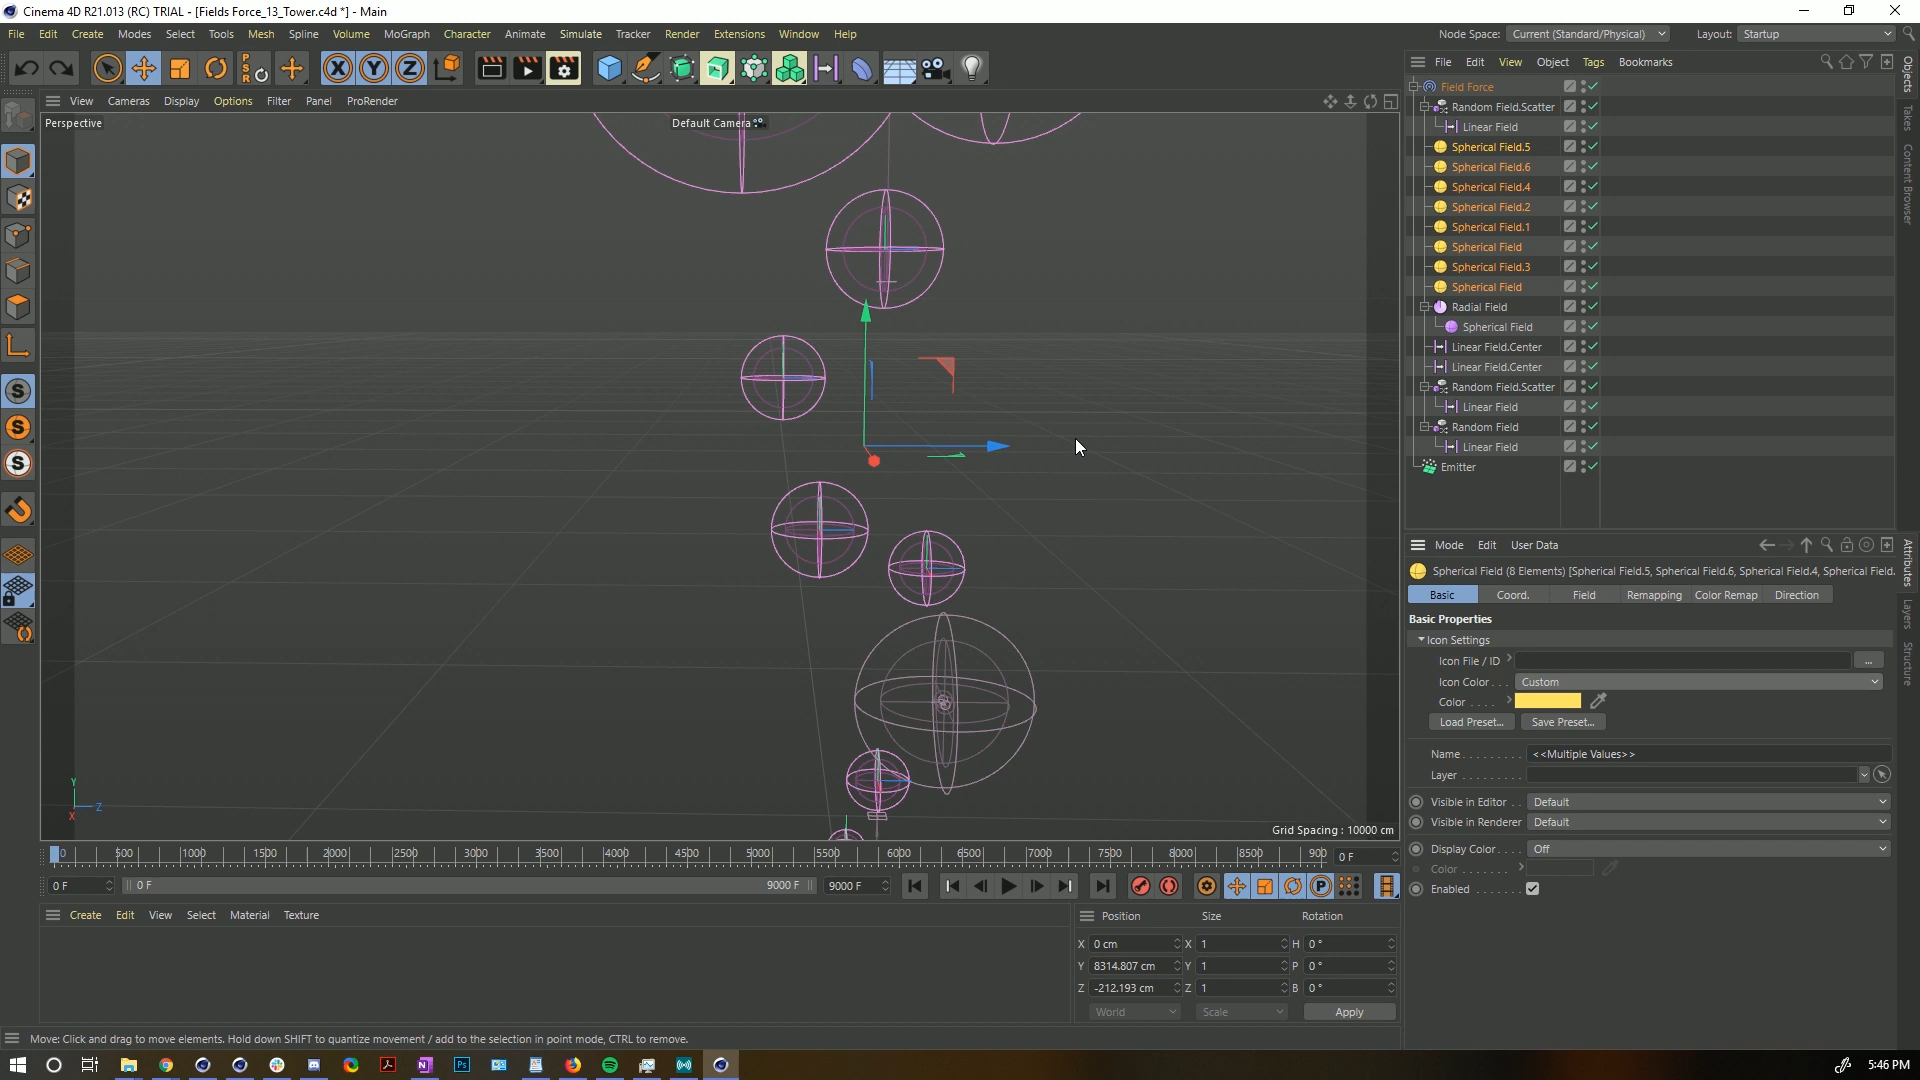 Cinema 4D R21.013 (RC) TRIAL - [Fields Force_13_Tower.c4d *] - Main
File Edit Create Modes Select Tools Mesh Spline Volume MoGraph Character Animate Simulate Tracker Render Extensions Window Help
Node Space: Current (Standard/Physical) Layout: Startup
P S R
X Y Z
File Edit View Object Tags Bookmarks
View Cameras Display Options Filter Panel ProRender
Perspective
Default Camera
Field Force
Random Field.Scatter
Linear Field
Spherical Field.5
Spherical Field.6
Spherical Field.4
Spherical Field.2
Spherical Field.1
Spherical Field
Spherical Field.3
Spherical Field
Radial Field
Spherical Field
Linear Field.Center
Linear Field.Center
Random Field.Scatter
Linear Field
Random Field
Linear Field
Emitter
Objects
Takes
Content Browser
S
S
S
Mode Edit User Data
Spherical Field (8 Elements) [Spherical Field.5, Spherical Field.6, Spherical Field.4, Spherical Field.
Basic Coord. Field Remapping Color Remap Direction
Basic Properties
Icon Settings
Icon File / ID ...
Icon Color . . . Custom
Color . . . .
Load Preset... Save Preset...
Name . . . . . . . . . <<Multiple Values>>
Layer . . . . . . . . .
Visible in Editor . . Default
Visible in Renderer Default
Display Color . . . . Off
Color . . . . . . .
Enabled . . . . . . .
Attributes
Layers
Structure
Y
Z
X
Grid Spacing : 10000 cm
0 500 1000 1500 2000 2500 3000 3500 4000 4500 5000 5500 6000 6500 7000 7500 8000 8500 900 0 F
0 F 0 F 9000 F 9000 F
P
Create Edit View Select Material Texture
Position Size Rotation
X 0 cm X 1 H 0 °
Y 8314.807 cm Y 1 P 0 °
Z -212.193 cm Z 1 B 0 °
World Scale Apply
Move: Click and drag to move elements. Hold down SHIFT to quantize movement / add to the selection in point mode, CTRL to remove.
N
Ps
5:46 PM